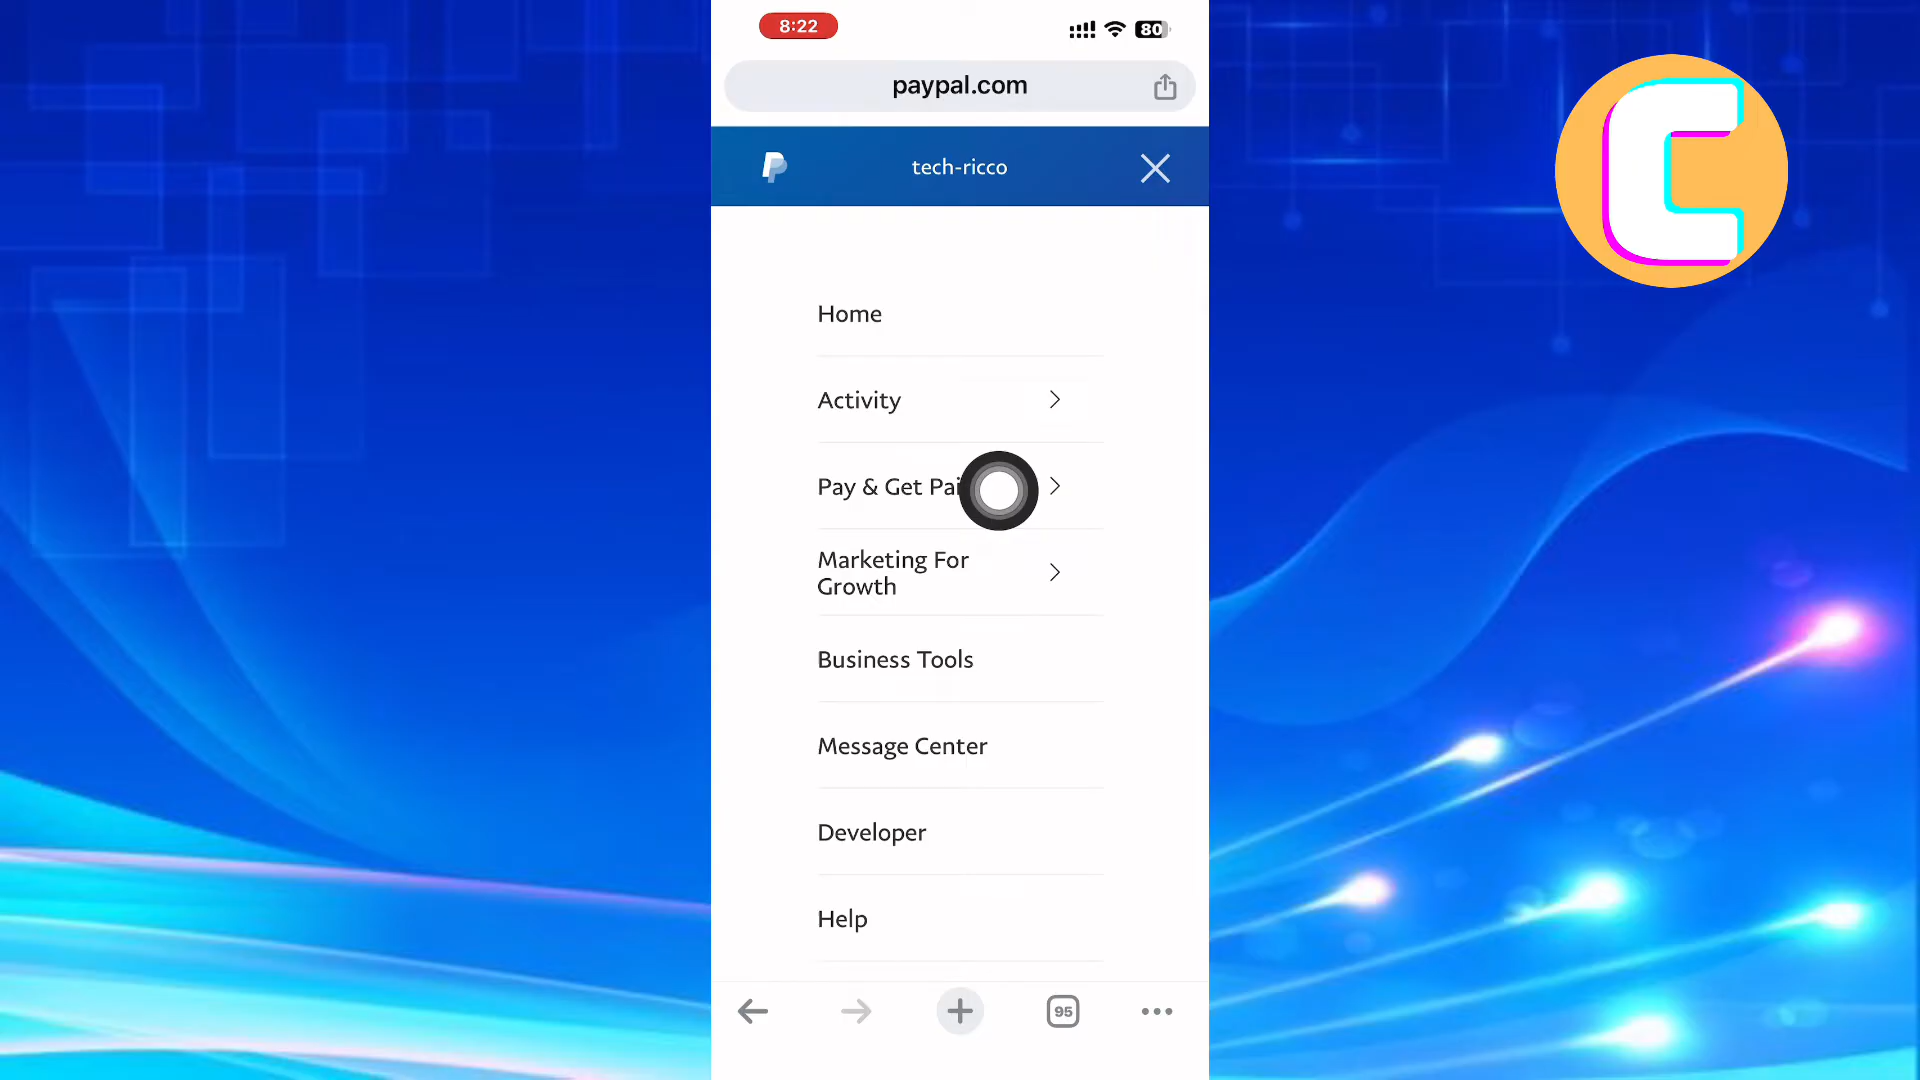 8:22
80
paypal.com
tech-ricco
Home
Activity
Pay & Get Pai
Marketing For
Growth
Business Tools
Message Center
Developer
Help
95
C